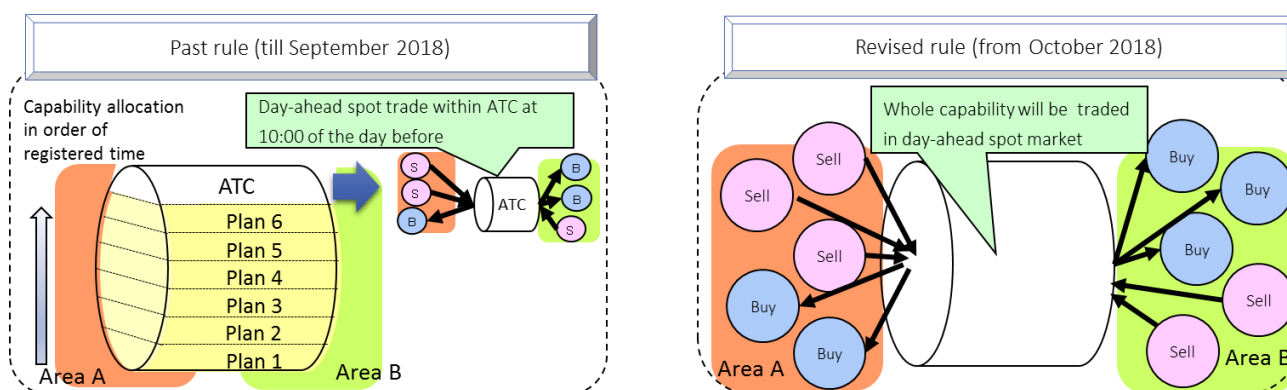 Past rule (till September 2018)
Capability allocation
in order of
registered time
Day-ahead spot trade within ATC at
10:00 of the day before
ATC
Plan 6
Plan 5
Plan 4
Plan 3
Plan 2
Plan 1
Area A
Area B
S
S
B
ATC
B
B
S
Revised rule (from October 2018)
Whole capability will be traded
in day-ahead spot market
Sell
Sell
Sell
Buy
Buy
Area A
Buy
Buy
Buy
Sell
Sell
Area B